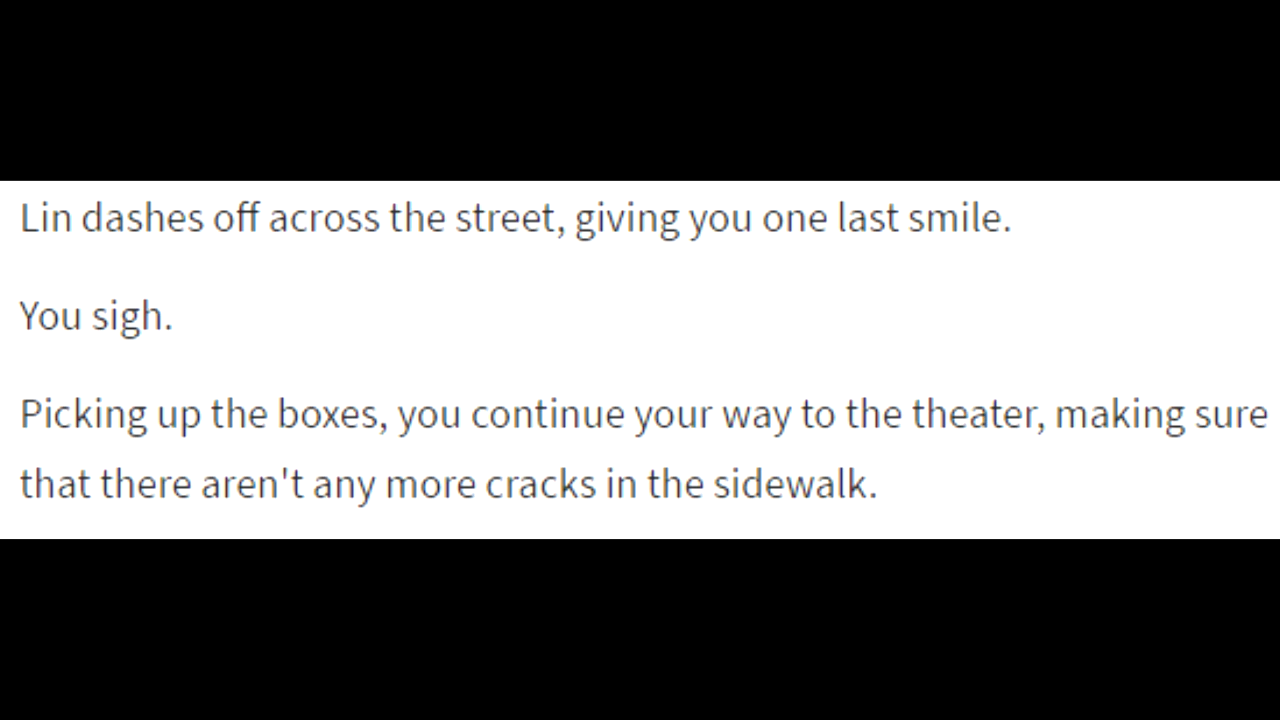 Lin dashes off across the street, giving you one last smile.
You sigh.
Picking up the boxes, you continue your way to the theater, making sure
that there aren't any more cracks in the sidewalk.